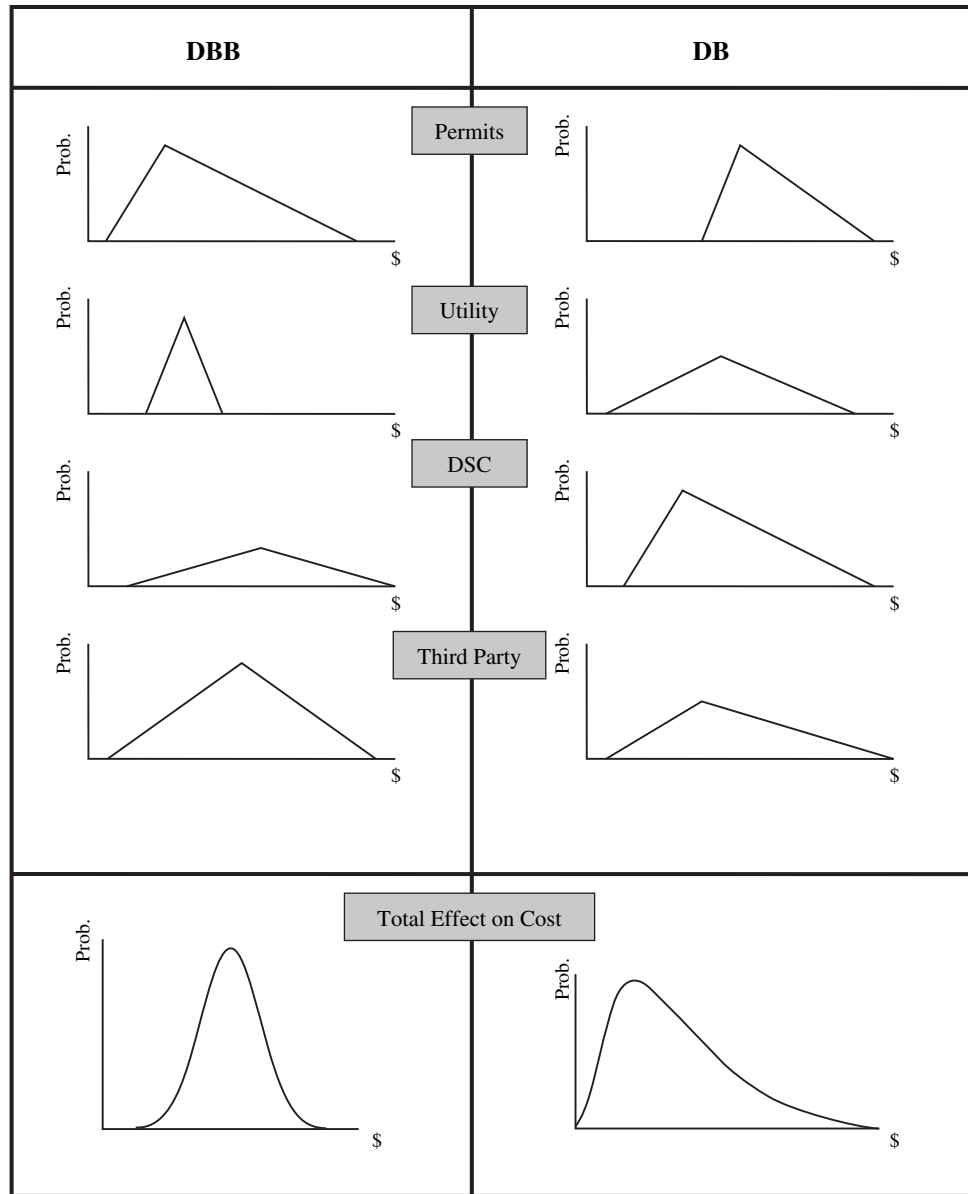 DBB
DB
Permits
Prob.
$
Prob.
$
Utility
Prob.
$
Prob.
$
DSC
Prob.
$
Prob.
$
Third Party
Prob.
$
Prob.
$
Total Effect on Cost
Prob.
$
Prob.
$